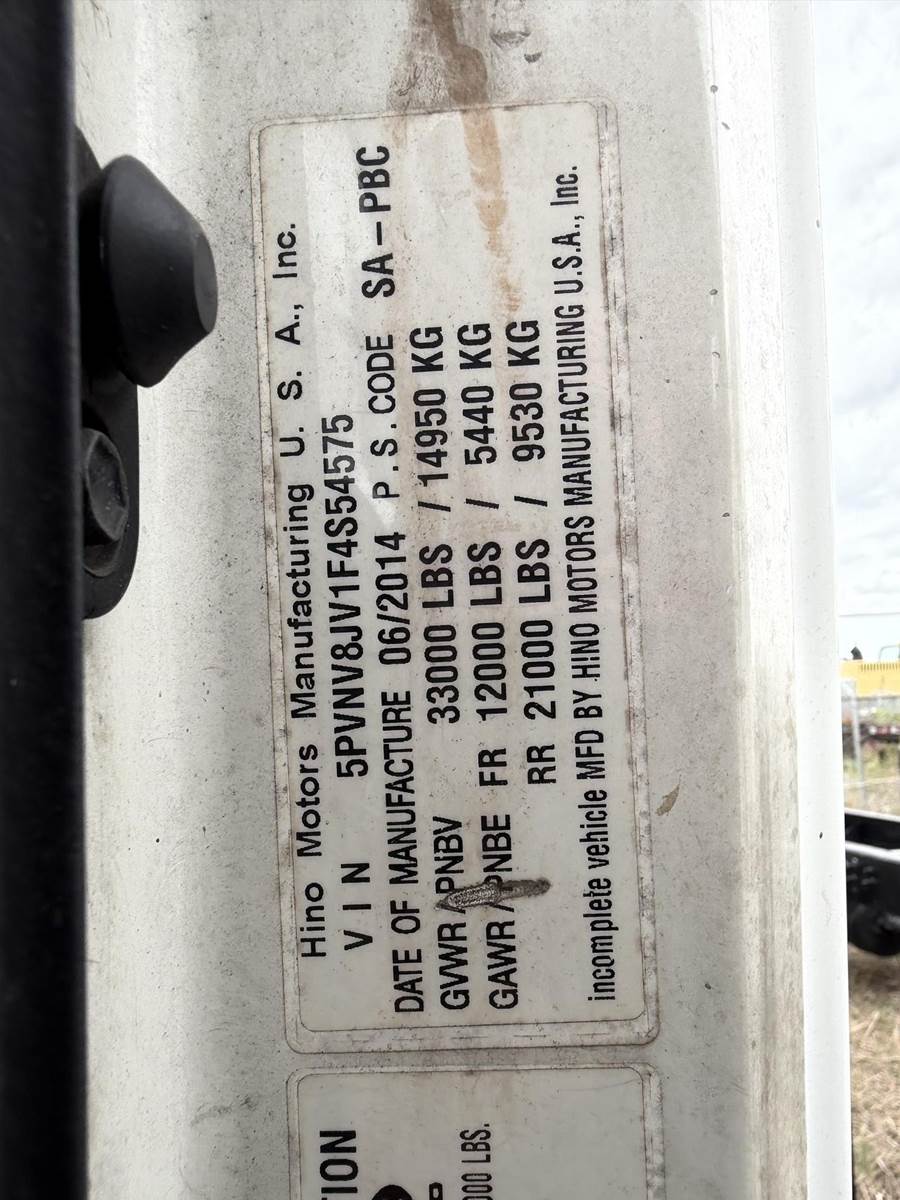 Hino Motors Manufacturing U. S. A., Inc.
VIN 5PVNV8JV1F4S54575
DATE OF MANUFACTURE 06/2014 P.S. CODE SA-PBC
GVWR / PNBV 33000 LBS / 14950 KG
GAWR / PNBE FR 12000 LBS / 5440 KG
RR 21000 LBS / 9530 KG
incomplete vehicle MFD BY HINO MOTORS MANUFACTURING U.S.A., Inc.
LBS.